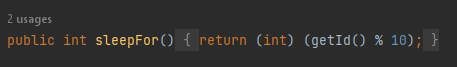 2 usages
public int sleepFor() { return (int) (getId() % 10); }